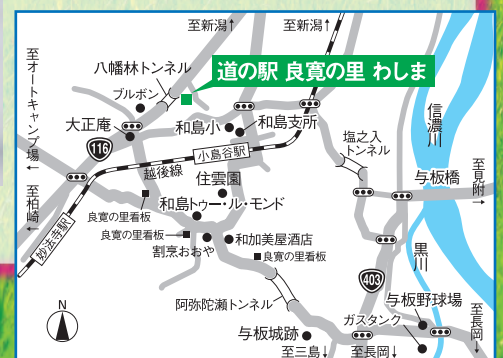 至新潟↑
至新潟↑
至オートキャンプ場←
八幡林トンネル
道の駅 良寛の里 わしま
ブルボン
大正庵
和島小
和島支所
信濃川
116
小島谷駅
塩之入
トンネル
越後線
至見附→
与板橋
住雲園
至柏崎←
良寛の里看板
和島トゥー・ル・モンド
妙法寺駅
良寛の里看板
和加美屋酒店
割烹おおや
良寛の里看板
黒川
403
N
阿弥陀瀬トンネル
与板野球場
ガスタンク
至長岡→
与板城跡
至三島↓
至長岡↓